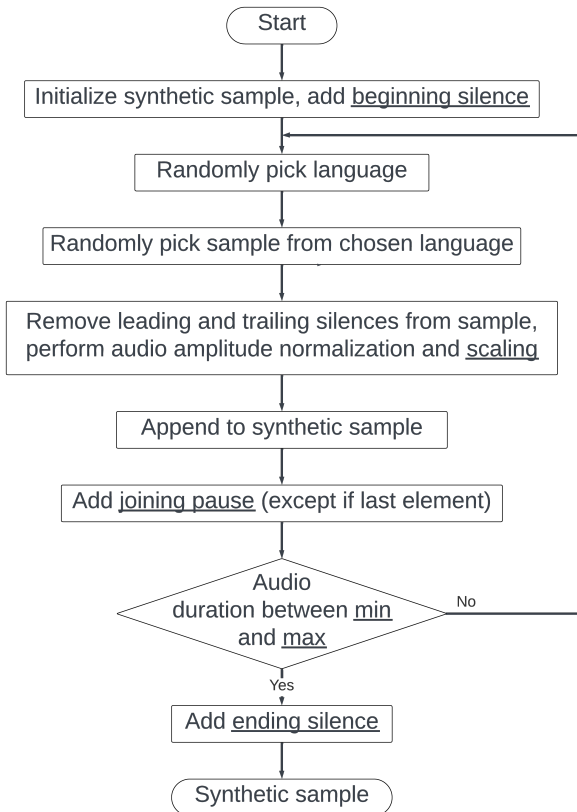 Start
Initialize synthetic sample, add beginning silence
Randomly pick language
Randomly pick sample from chosen language
Remove leading and trailing silences from sample,
perform audio amplitude normalization and scaling
Append to synthetic sample
Add joining pause (except if last element)
Audio
duration between min
and max
No
Yes
Add ending silence
Synthetic sample